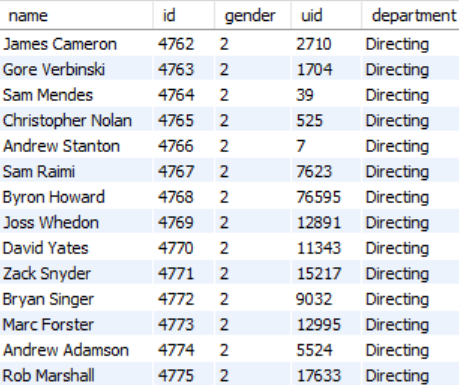 name id gender uid department
James Cameron 4762 2 2710 Directing
Gore Verbinski 4763 2 1704 Directing
Sam Mendes 4764 2 39 Directing
Christopher Nolan 4765 2 525 Directing
Andrew Stanton 4766 2 7 Directing
Sam Raimi 4767 2 7623 Directing
Byron Howard 4768 2 76595 Directing
Joss Whedon 4769 2 12891 Directing
David Yates 4770 2 11343 Directing
Zack Snyder 4771 2 15217 Directing
Bryan Singer 4772 2 9032 Directing
Marc Forster 4773 2 12995 Directing
Andrew Adamson 4774 2 5524 Directing
Rob Marshall 4775 2 17633 Directing